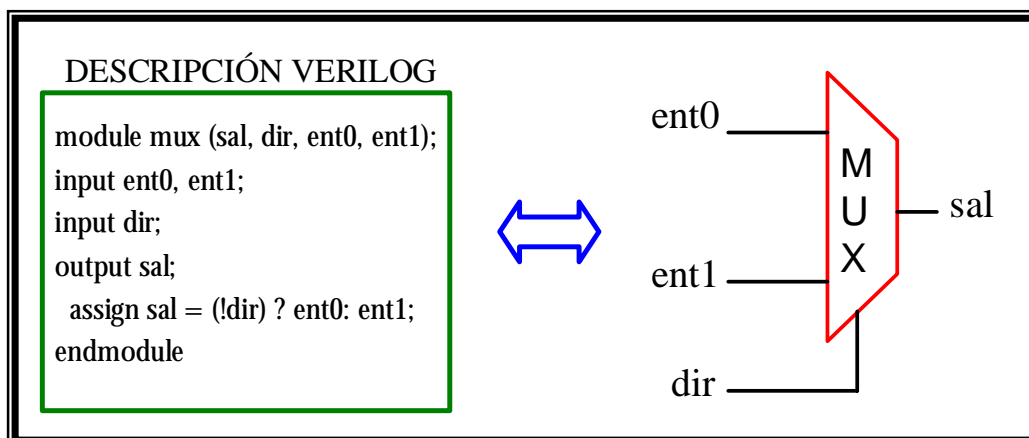 DESCRIPCIÓN VERILOG
module mux (sal, dir, ent0, ent1);
input ent0, ent1;
input dir;
output sal;
assign sal = (!dir) ? ent0: ent1;
endmodule
ent0
ent1
dir
M
U
X
sal